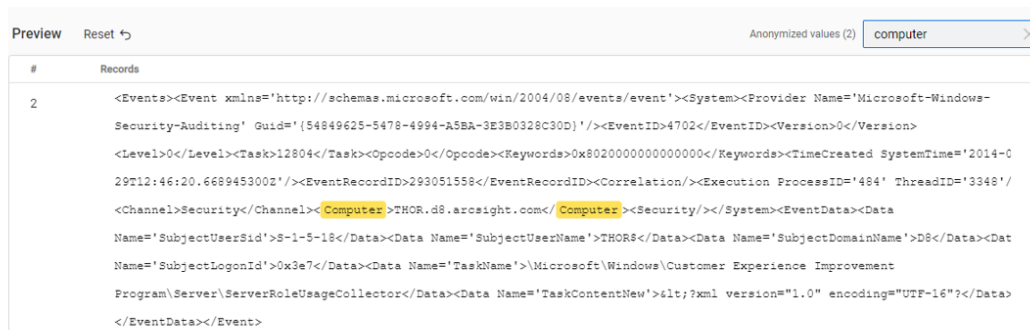 Preview Reset Anonymized values (2) computer
# Records
2 <Events><Event xmlns='http://schemas.microsoft.com/win/2004/08/events/event'><System><Provider Name='Microsoft-Windows-
Security-Auditing' Guid='{54849625-5478-4994-A5BA-3E3B0328C30D}'/><EventID>4702</EventID><Version>0</Version>
<Level>0</Level><Task>12804</Task><Opcode>0</Opcode><Keywords>0x8020000000000000</Keywords><TimeCreated SystemTime='2014-0
29T12:46:20.668945300Z'/><EventRecordID>293051558</EventRecordID><Correlation/><Execution ProcessID='484' ThreadID='3348'/
<Channel>Security</Channel><Computer>THOR.d8.arcsight.com</Computer><Security/></System><EventData><Data
Name='SubjectUserSid'>S-1-5-18</Data><Data Name='SubjectUserName'>THOR$</Data><Data Name='SubjectDomainName'>D8</Data><Dat
Name='SubjectLogonId'>0x3e7</Data><Data Name='TaskName'>\Microsoft\Windows\Customer Experience Improvement
Program\Server\ServerRoleUsageCollector</Data><Data Name='TaskContentNew'>&lt;?xml version="1.0" encoding="UTF-16"?</Data>
</EventData></Event>